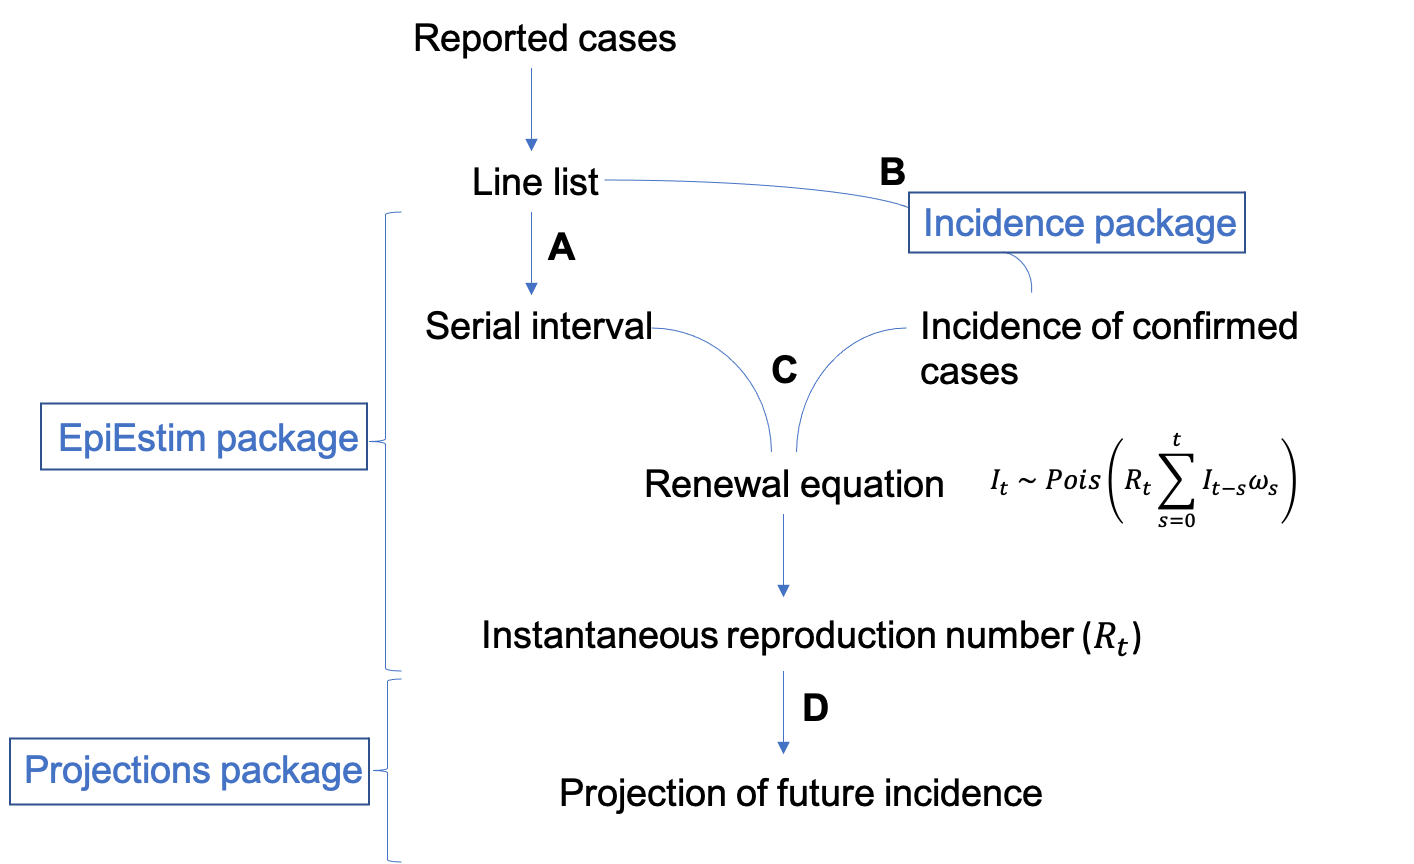 Reported cases
Line list
B
Incidence package
A
Serial interval
Incidence of confirmed
cases
C
EpiEstim package
Renewal equation
I_t ~ Pois(R_t ∑_{s=0}^{t} I_{t−s}ω_s)
Instantaneous reproduction number (R_t)
D
Projections package
Projection of future incidence